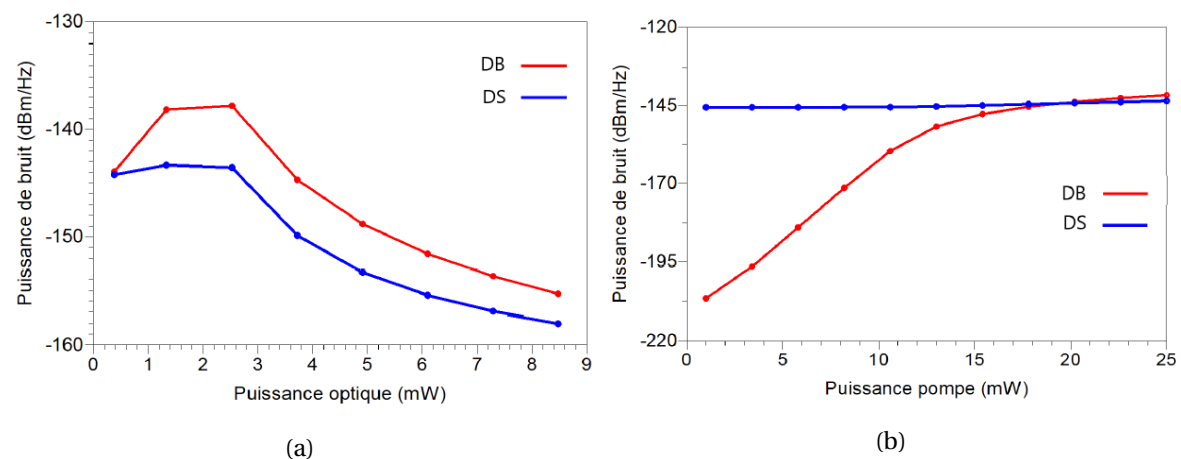 -130
-140
-150
-160
0 1 2 3 4 5 6 7 8 9
Puissance de bruit (dBm/Hz)
Puissance optique (mW)
DB
DS
(a)
-120
-145
-170
-195
-220
0 5 10 15 20 25
Puissance de bruit (dBm/Hz)
Puissance pompe (mW)
DB
DS
(b)